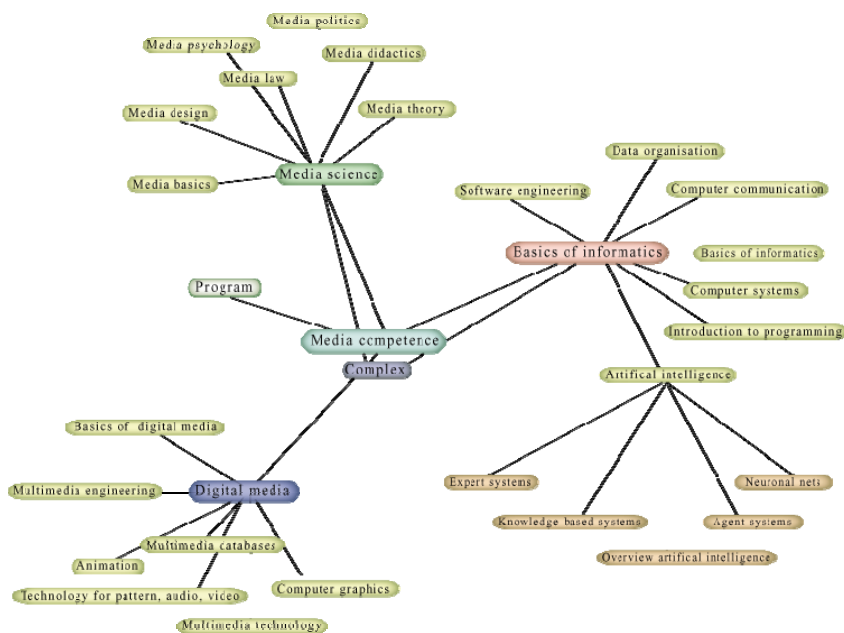 Media politics
Media psychology
Media didactics
Media law
Media theory
Media design
Media science
Media basics
Data organisation
Software engineering
Computer communication
Basics of informatics
Basics of informatics
Computer systems
Program
Introduction to programming
Media competence
Complex
Artifical intelligence
Basics of digital media
Digital media
Multimedia engineering
Expert systems
Neuronal nets
Knowledge based systems
Agent systems
Multimedia catabases
Overview artifical intelligence
Animation
Computer graphics
Technology for pattern, audio, video
Multimedia technology